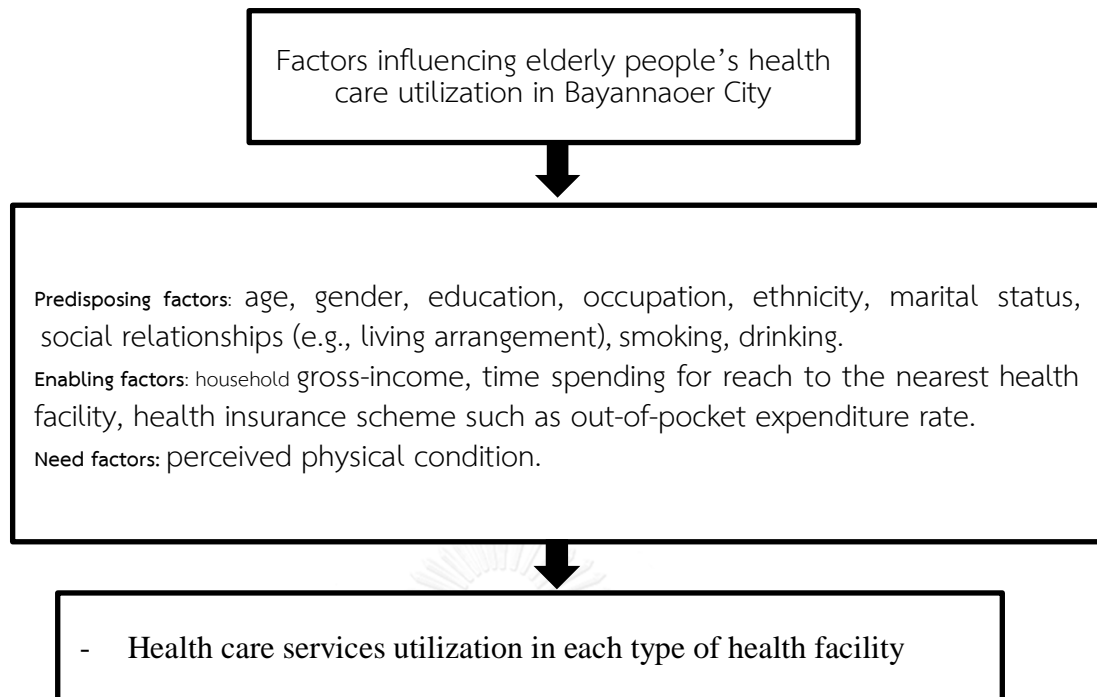 Factors influencing elderly people’s health
care utilization in Bayannaoer City
Predisposing factors: age, gender, education, occupation, ethnicity, marital status,
social relationships (e.g., living arrangement), smoking, drinking.
Enabling factors: household gross-income, time spending for reach to the nearest health
facility, health insurance scheme such as out-of-pocket expenditure rate.
Need factors: perceived physical condition.
- Health care services utilization in each type of health facility